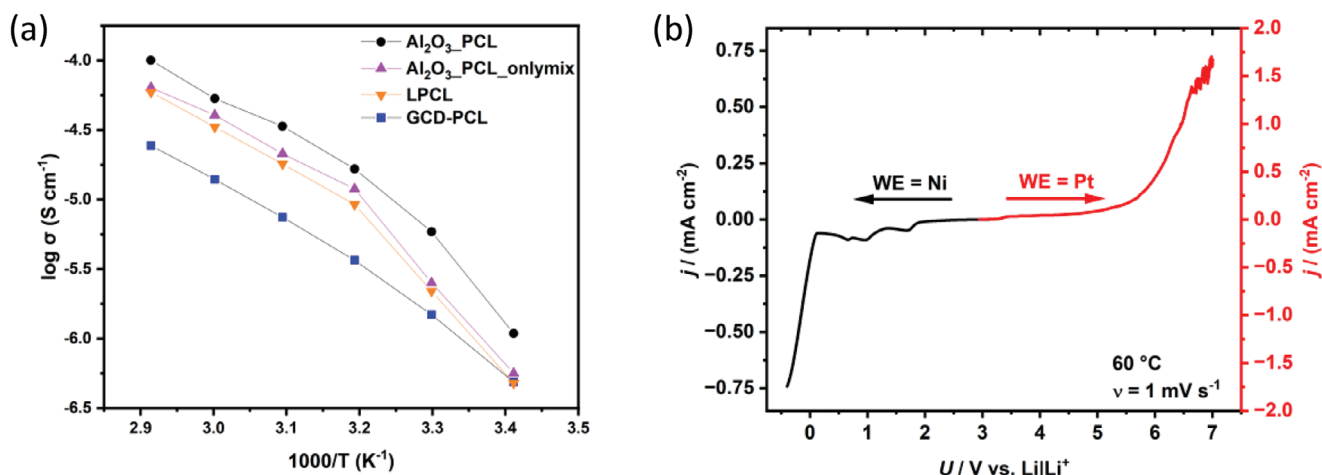 (a)
Al₂O₃_PCL
Al₂O₃_PCL_onlymix
LPCL
GCD-PCL
-4.0
-4.5
-5.0
-5.5
-6.0
-6.5
log σ (S cm⁻¹)
2.9 3.0 3.1 3.2 3.3 3.4 3.5
1000/T (K⁻¹)
(b)
0.75
0.50
0.25
0.00
−0.25
−0.50
−0.75
j / (mA cm⁻²)
WE = Ni
WE = Pt
60 °C
ν = 1 mV s⁻¹
2.0
1.5
1.0
0.5
0.0
−0.5
−1.0
−1.5
−2.0
j / (mA cm⁻²)
0 1 2 3 4 5 6 7
U / V vs. Li|Li⁺